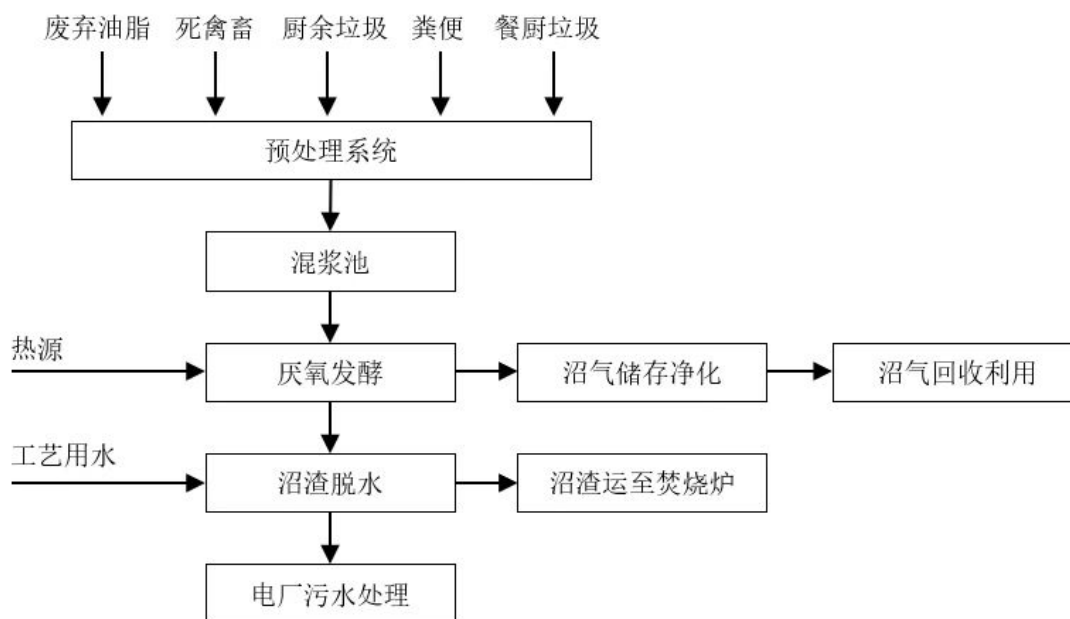 废弃油脂 死禽畜 厨余垃圾 粪便 餐厨垃圾
预处理系统
混浆池
热源
厌氧发酵 沼气储存净化 沼气回收利用
工艺用水
沼渣脱水 沼渣运至焚烧炉
电厂污水处理